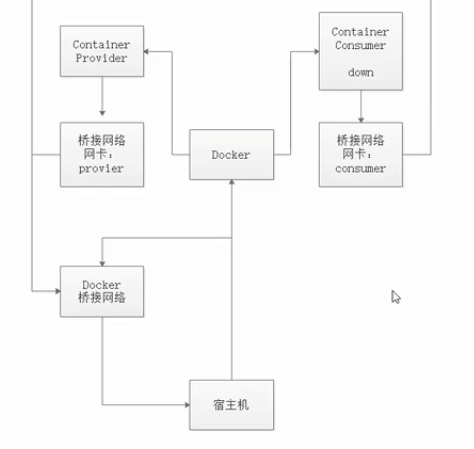 Container
Provider
Container
Consumer
down
桥接网络
网卡：
provier
Docker
桥接网络
网卡：
consumer
Docker
桥接网络
宿主机